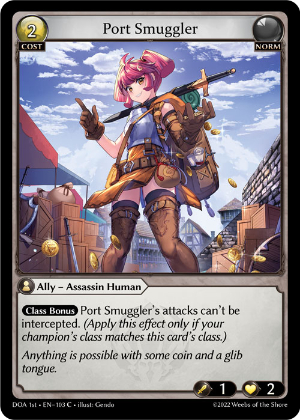 2
Port Smuggler
COST
NORM
Ally – Assassin Human
Class Bonus Port Smuggler's attacks can't be
intercepted. (Apply this effect only if your
champion's class matches this card's class.)
Anything is possible with some coin and a glib
tongue.
1
2
DOA 1st • EN–103 C • illust: Gendo
©2022 Weebs of the Shore